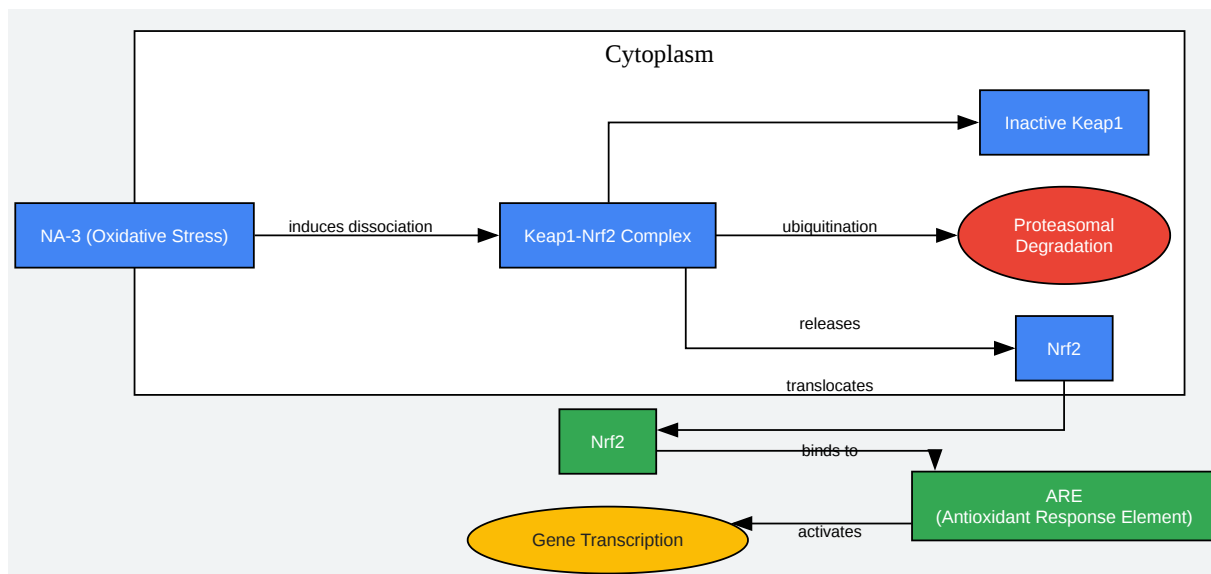 Cytoplasm
Inactive Keap1
NA-3 (Oxidative Stress)
induces dissociation
Keap1-Nrf2 Complex
ubiquitination
Proteasomal
Degradation
releases
Nrf2
translocates
Nrf2
binds to
ARE
(Antioxidant Response Element)
activates
Gene Transcription